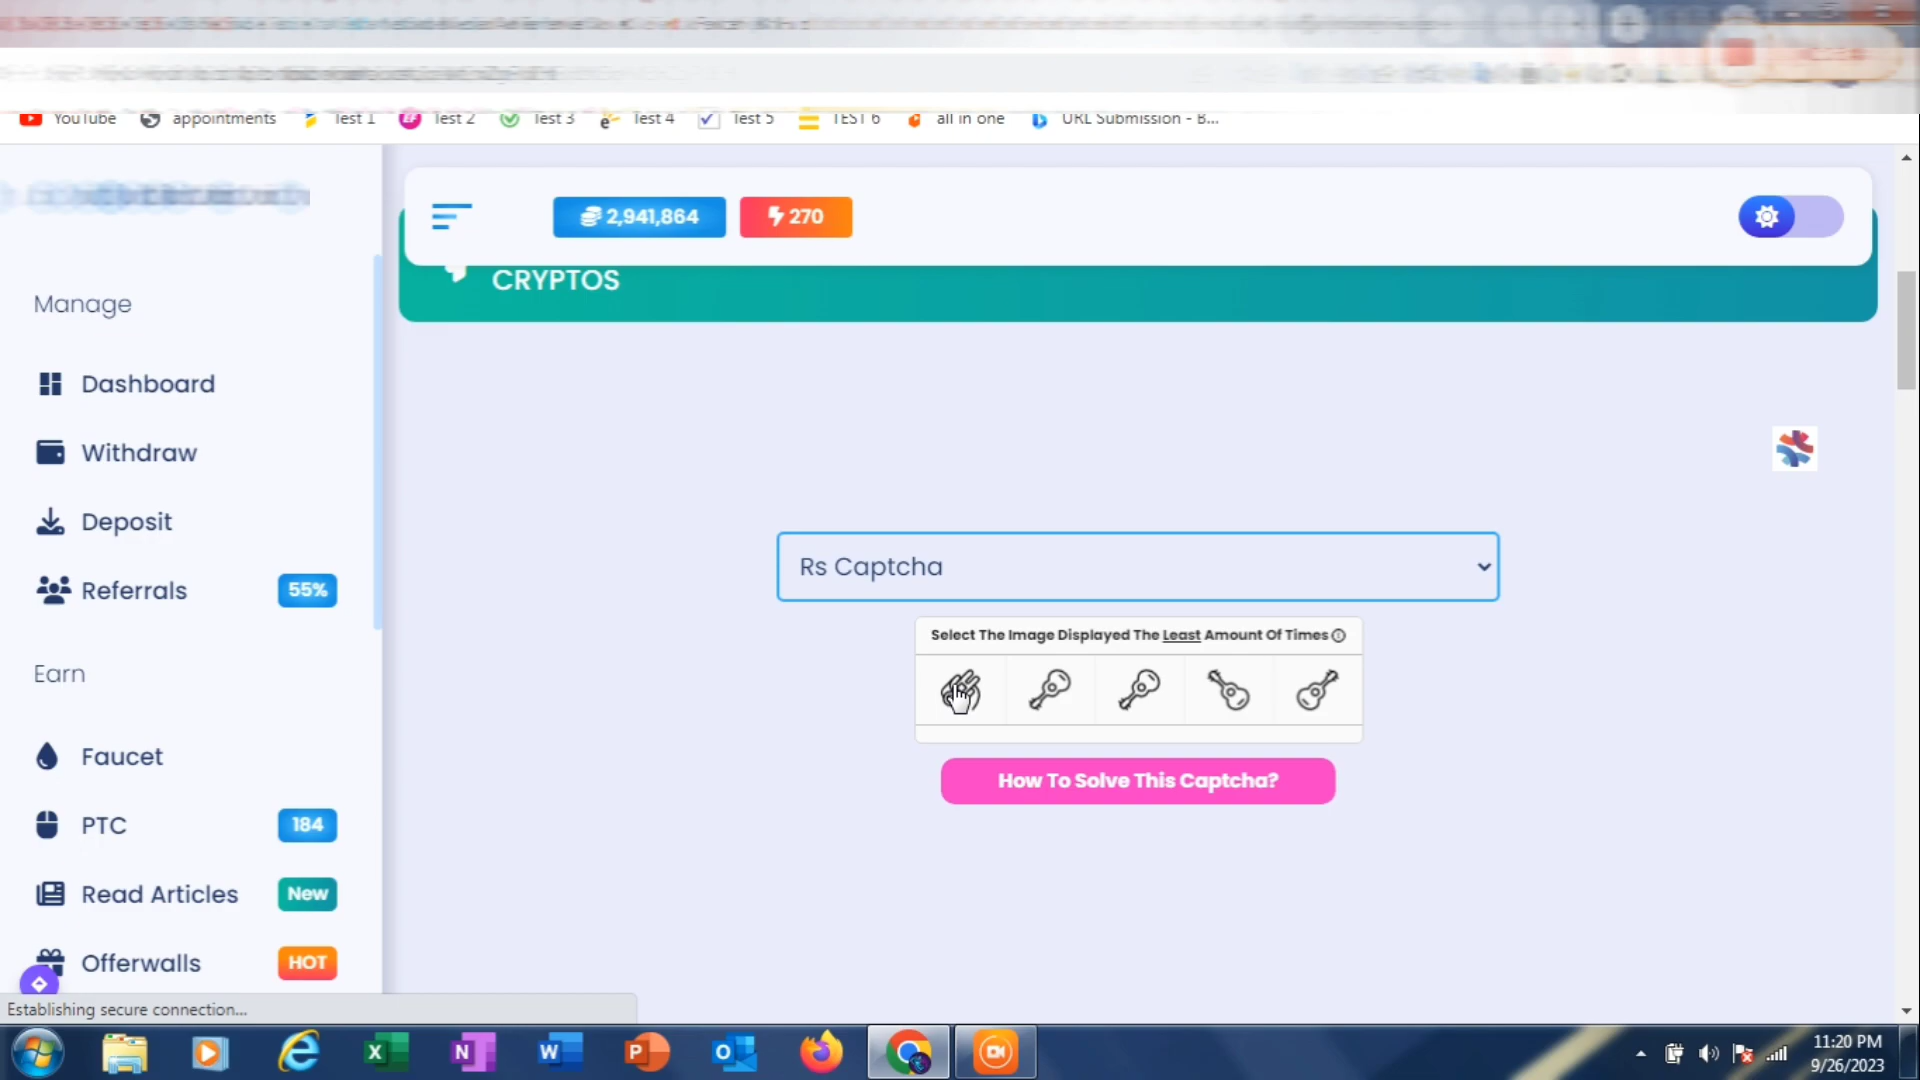 YouTube appointments Test 1 Test 2 Test 3 Test 4 Test 5 TEST 6 all in one URL Submission - B...
2,941,864 270
CRYPTOS
Manage
Dashboard
Withdraw
Deposit
Referrals 55%
Earn
Faucet
PTC 184
Read Articles New
Offerwalls HOT
Rs Captcha
Select The Image Displayed The Least Amount Of Times
How To Solve This Captcha?
Establishing secure connection...
11:20 PM
9/26/2023